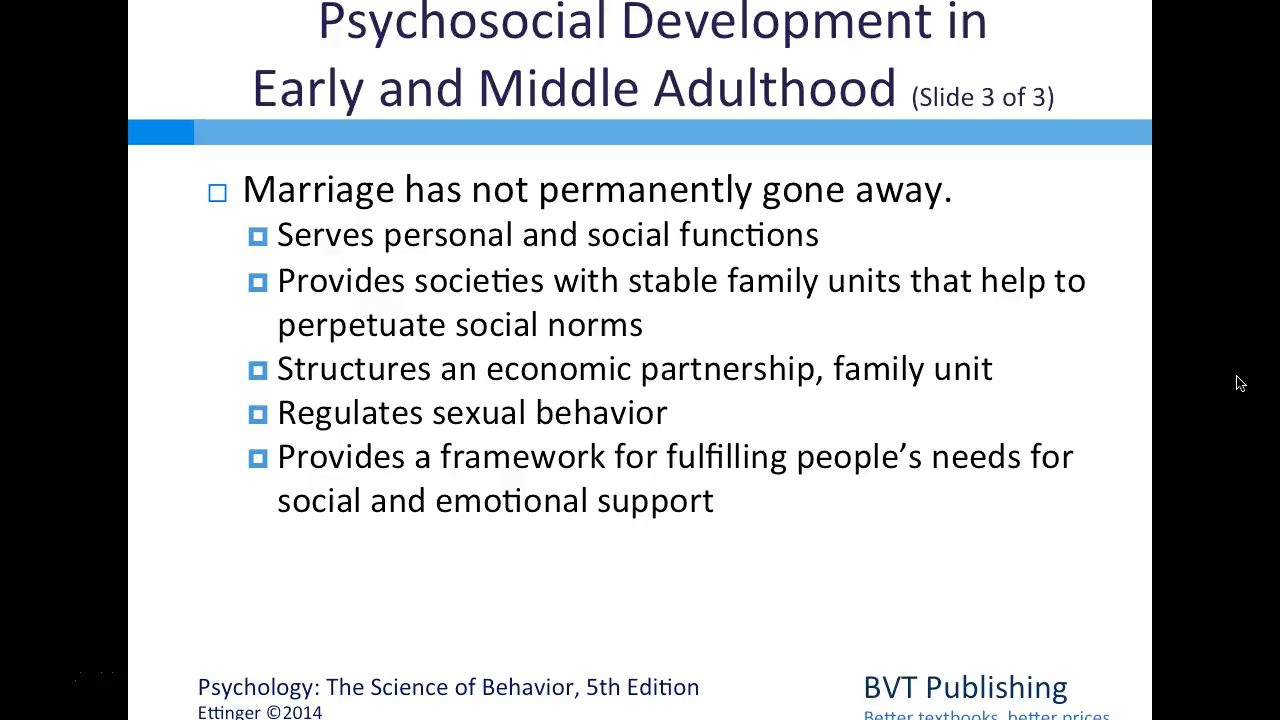 Psychosocial Development in
Early and Middle Adulthood (Slide 3 of 3)
Marriage has not permanently gone away.
Serves personal and social functions
Provides societies with stable family units that help to
perpetuate social norms
Structures an economic partnership, family unit
Regulates sexual behavior
Provides a framework for fulfilling people’s needs for
social and emotional support
Psychology: The Science of Behavior, 5th Edition
Ettinger ©2014
BVT Publishing
Better textbooks, better prices